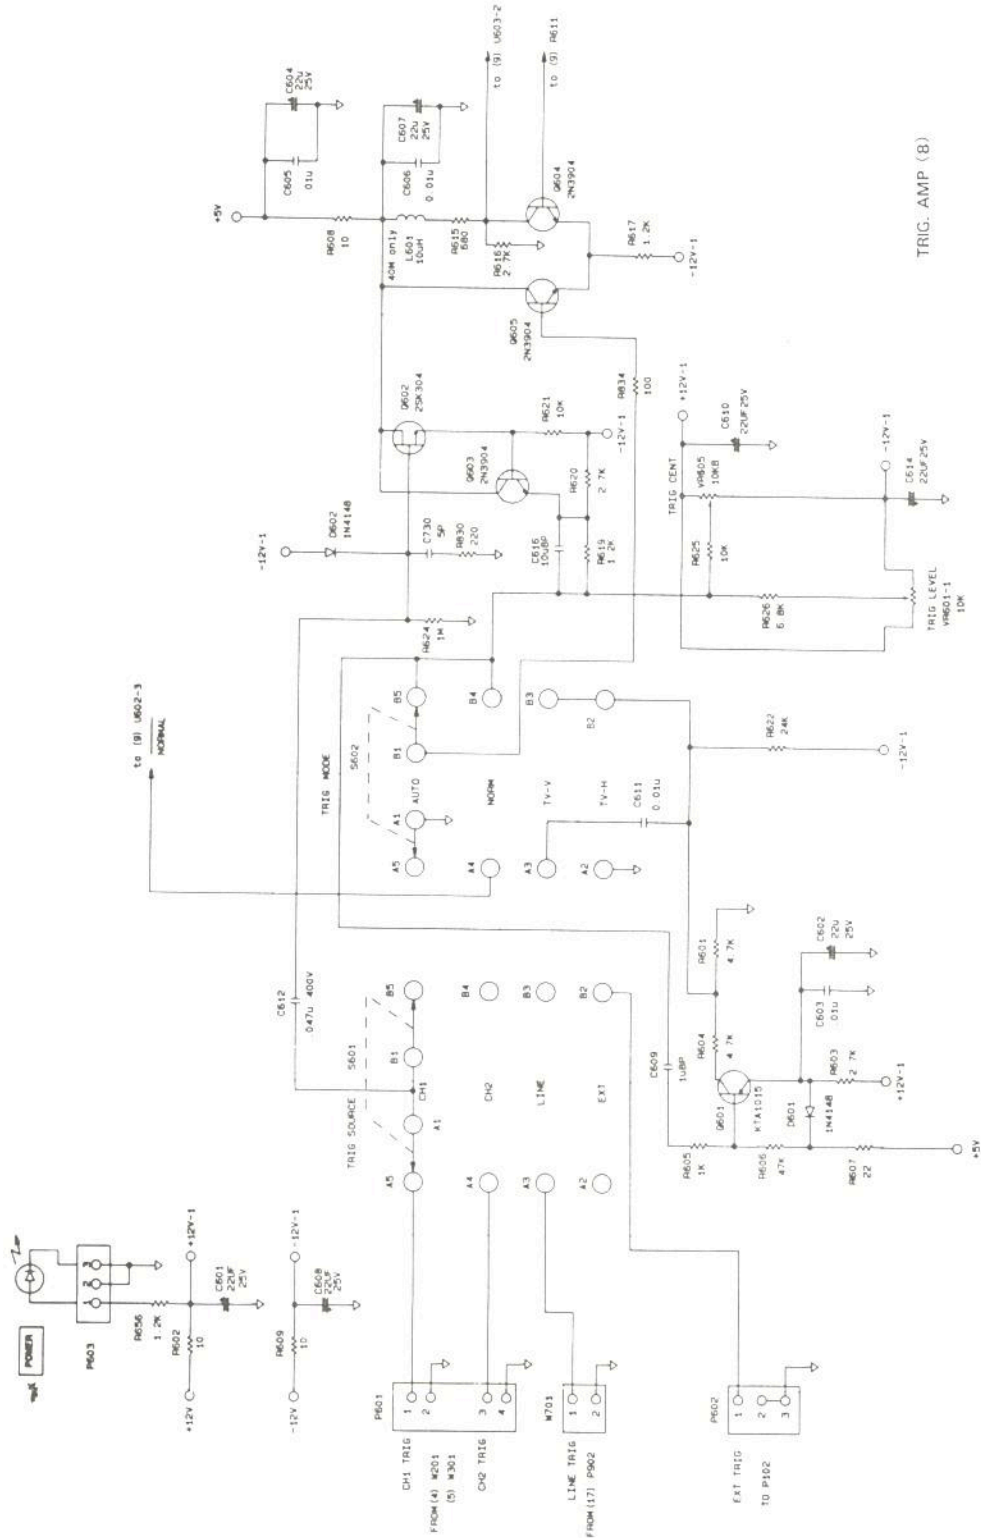 POWER
P603
1
2
3
R656
1.2K
+12V
R602
10
+12V-1
C601
22UF
25V
-12V
R609
10
-12V-1
C608
22UF
25V
P601
CH1 TRIG
1
2
FROM(4) W201
(5) W301
CH2 TRIG
3
4
W701
LINE TRIG
1
2
FROM(17) P902
P602
EXT TRIG
1
2
3
TO P102
TRIG SOURCE
S601
A5
A1
B1
B5
CH1
A4
CH2
B4
A3
LINE
B3
A2
EXT
B2
C612
.047u 400V
to (9) U602-3
NORMAL
TRIG MODE
S602
A5
A1
AUTO
B1
B5
A4
NORM
B4
A3
TV-V
B3
A2
TV-H
B2
C611
0.01u
C609
1uBP
R605
1K
R606
47K
R607
22
+5V
Q601
KTA1015
D601
1N4148
R603
2.7K
+12V-1
R604
4.7K
R601
4.7K
C603
01u
C602
22u
25V
R622
24K
-12V-1
R624
1M
-12V-1
D602
1N4148
C730
5P
R830
220
Q602
2SK304
Q603
2N3904
C616
10uBP
R619
1.2K
R620
2.7K
R621
10K
-12V-1
R834
100
TRIG CENT
+12V-1
VR605
10KB
C610
22UF25V
R625
10K
R626
6.8K
-12V-1
C614
22UF25V
TRIG LEVEL
VR601-1
10K
+5V
C605
01u
C604
22u
25V
R608
10
40M only
L601
10uH
C606
0.01u
C607
22u
25V
R615
680
R616
2.7K
to (9) U603-2
to (9) R611
Q605
2N3904
Q604
2N3904
R617
1.2K
-12V-1
TRIG. AMP (8)